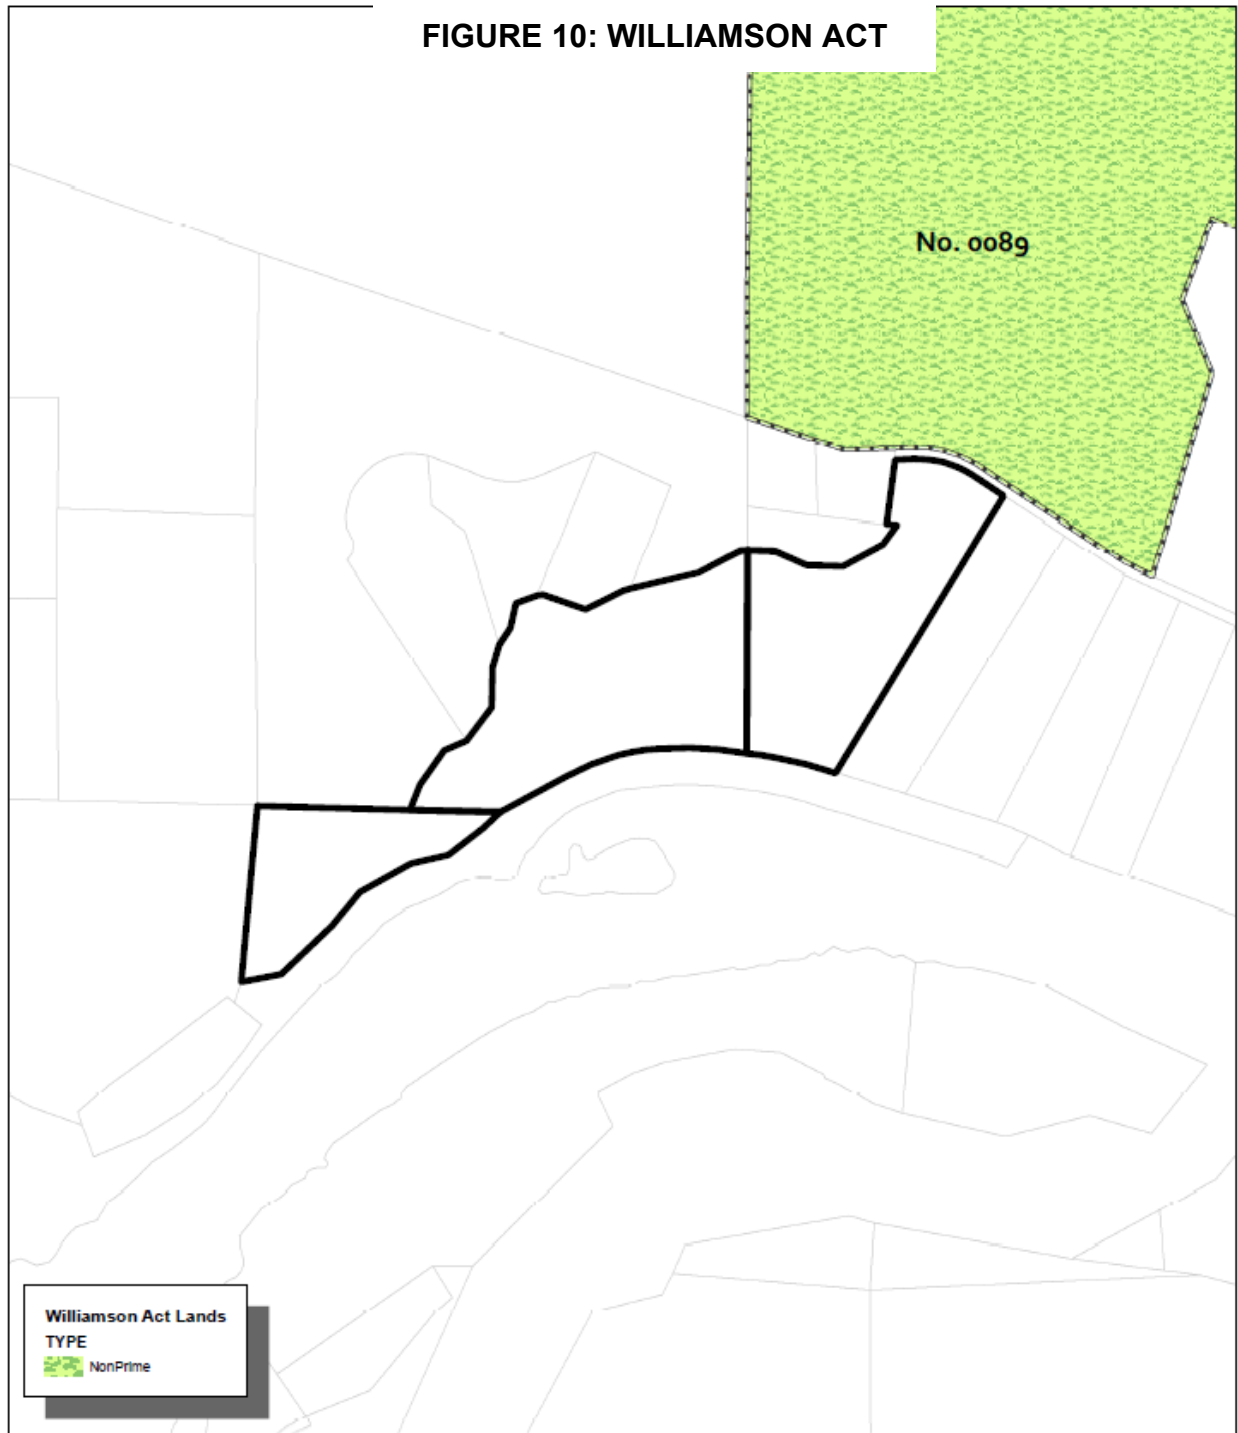 FIGURE 10: WILLIAMSON ACT
No. 0089
Williamson Act Lands
TYPE
NonPrime